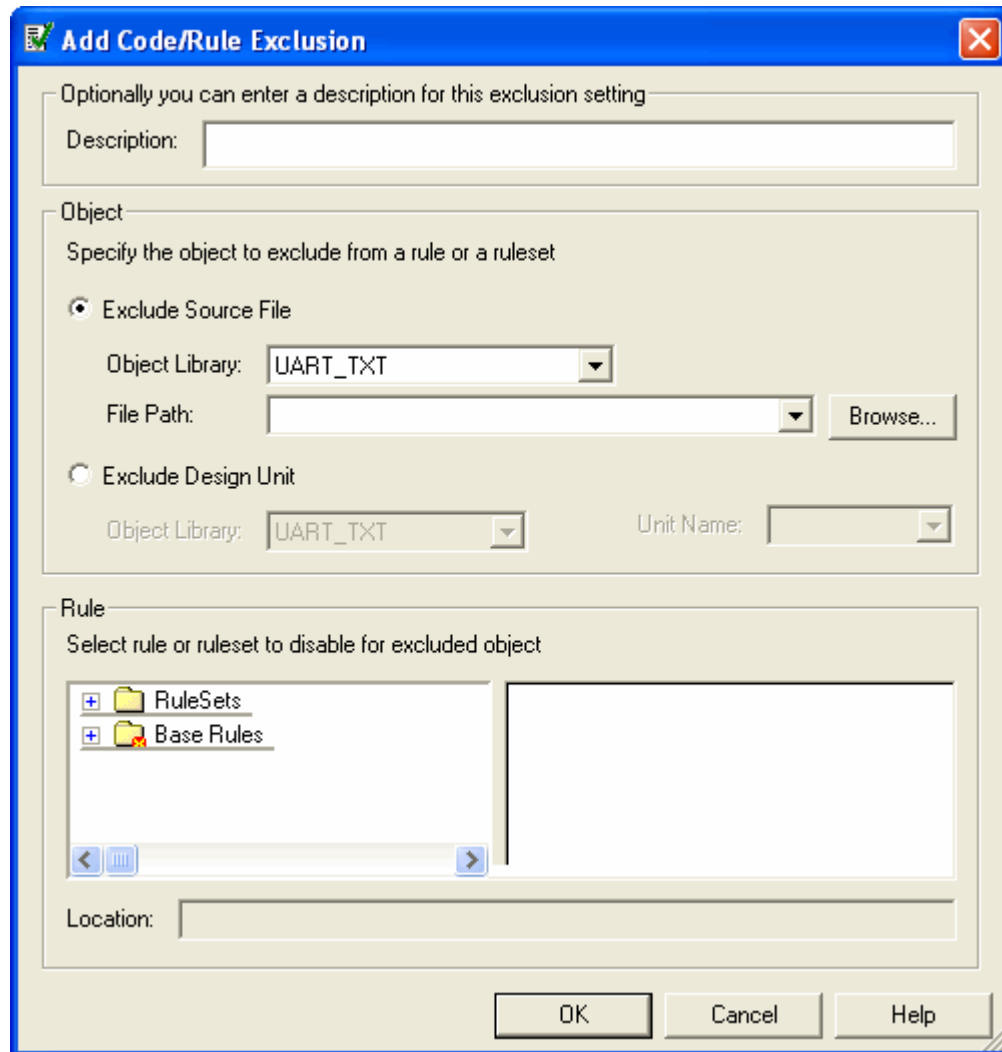 Add Code/Rule Exclusion
Optionally you can enter a description for this exclusion setting
Description:
Object
Specify the object to exclude from a rule or a ruleset
Exclude Source File
Object Library: UART_TXT
File Path: Browse...
Exclude Design Unit
Object Library: UART_TXT Unit Name:
Rule
Select rule or ruleset to disable for excluded object
RuleSets
Base Rules
Location:
OK Cancel Help